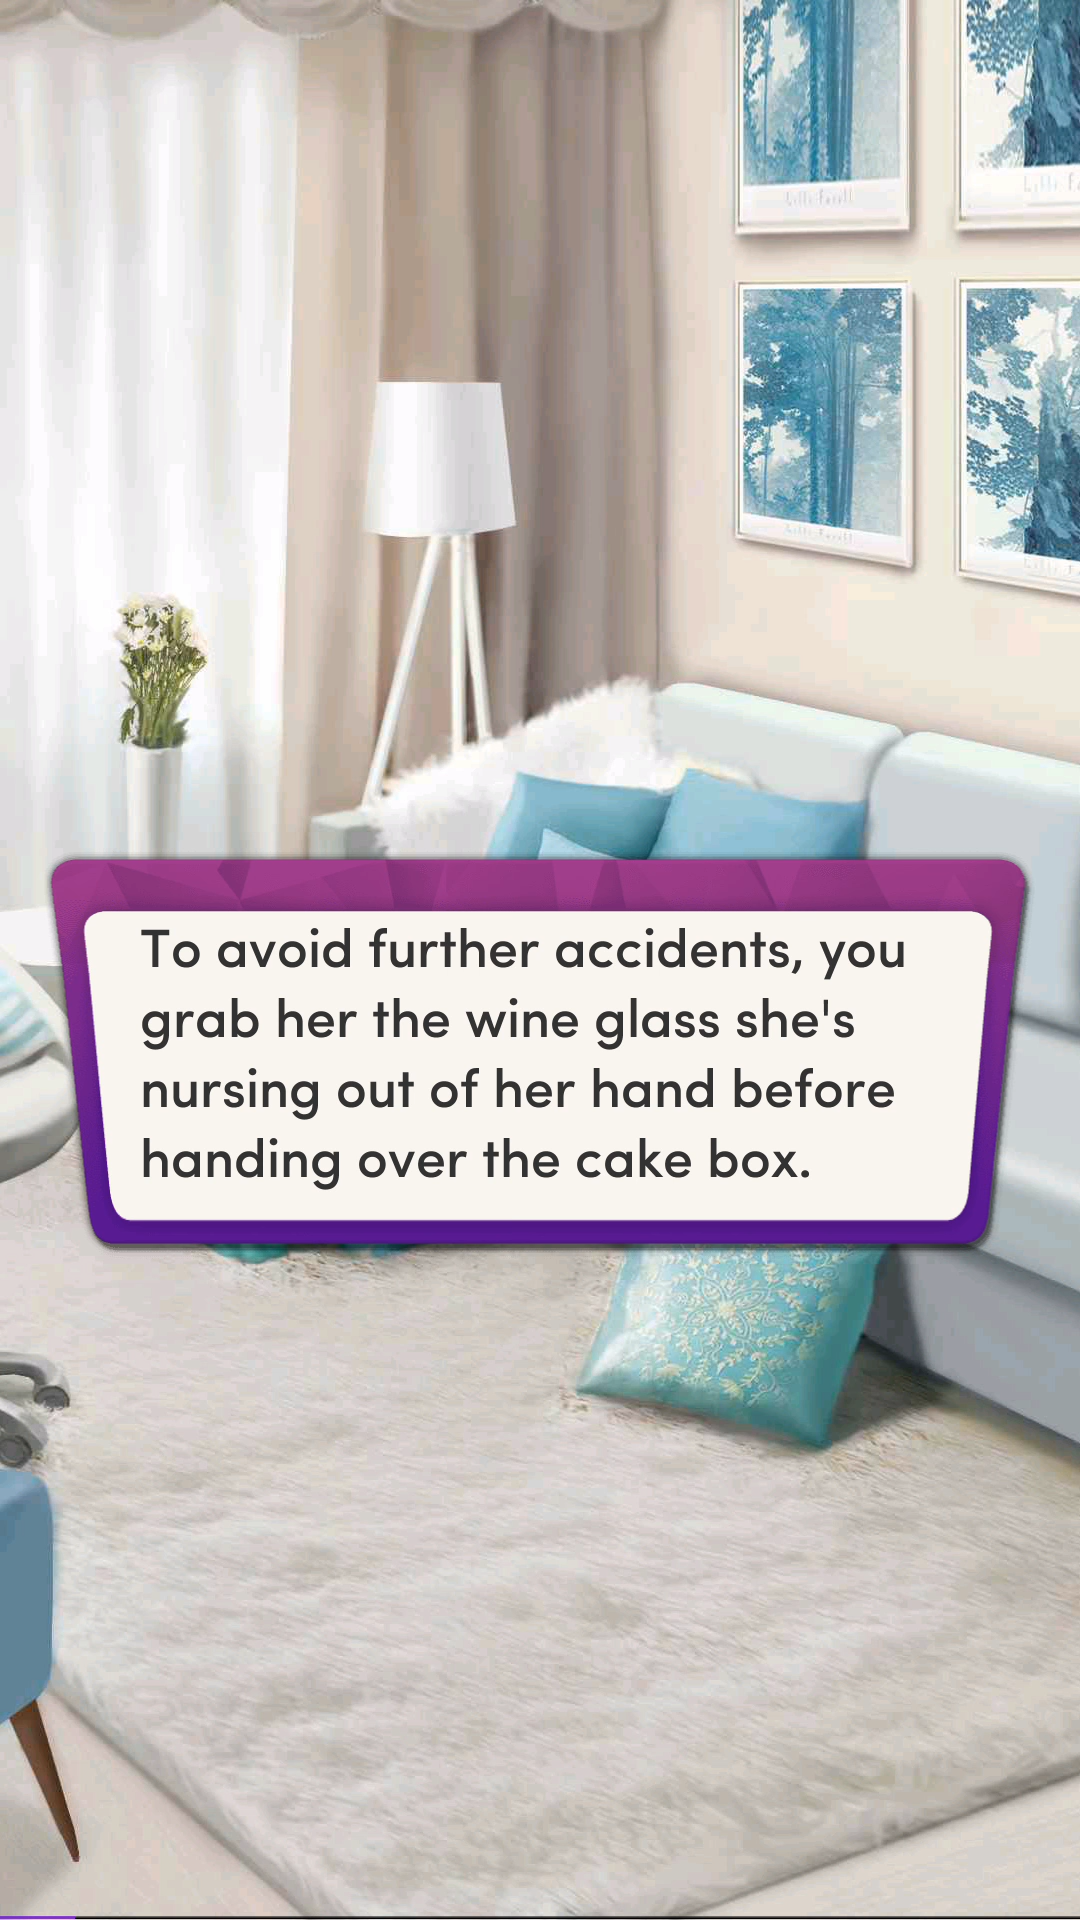 To avoid further accidents, you
grab her the wine glass she's
nursing out of her hand before
handing over the cake box.